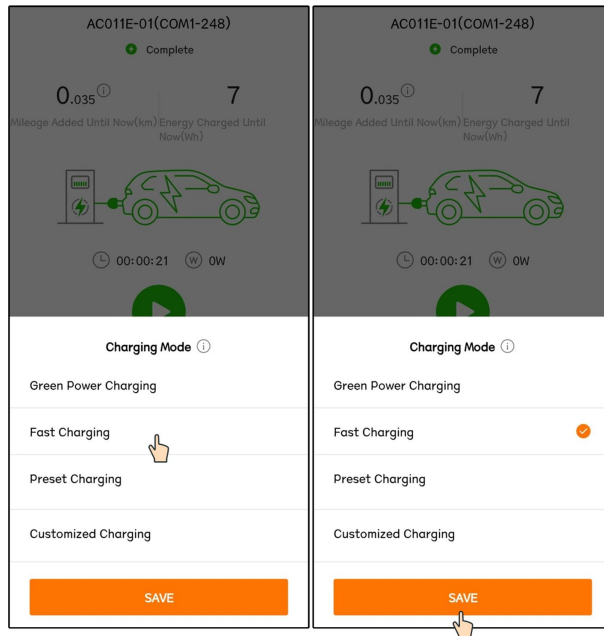 AC011E-01(COM1-248)
Complete
0.035
7
Mileage Added Until Now(km)
Energy Charged Until
Now(Wh)
00:00:21
W
0W
Charging Mode
Green Power Charging
Fast Charging
Preset Charging
Customized Charging
SAVE
AC011E-01(COM1-248)
Complete
0.035
7
Mileage Added Until Now(km)
Energy Charged Until
Now(Wh)
00:00:21
W
0W
Charging Mode
Green Power Charging
Fast Charging
Preset Charging
Customized Charging
SAVE